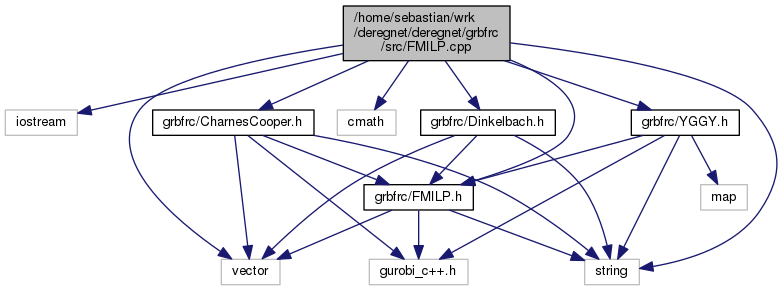 /home/sebastian/wrk
/deregnet/deregnet/grbfrc
/src/FMILP.cpp
iostream
grbfrc/CharnesCooper.h
cmath
grbfrc/Dinkelbach.h
grbfrc/YGGY.h
grbfrc/FMILP.h
map
vector
gurobi_c++.h
string